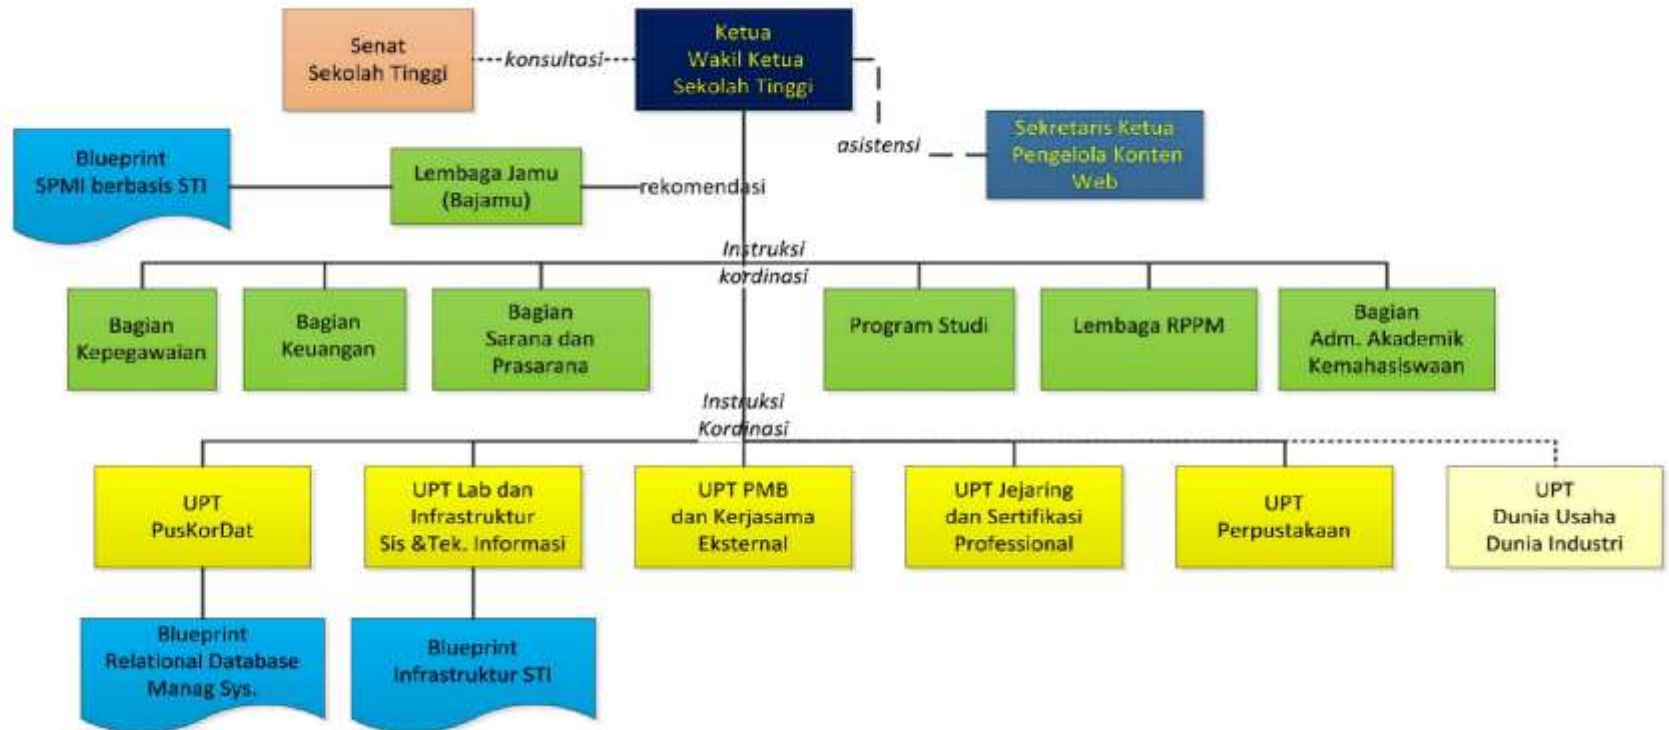 Senat
Sekolah Tinggi
konsultasi
Ketua
Wakil Ketua
Sekolah Tinggi
asistensi
Sekretaris Ketua
Pengelola Konten
Web
Blueprint
SPMI berbasis STI
Lembaga Jamu
(Bajamu)
rekomendasi
Instruksi
kordinasi
Bagian
Kepegawaian
Bagian
Keuangan
Bagian
Sarana dan
Prasarana
Program Studi
Lembaga RPPM
Bagian
Adm. Akademik
Kemahasiswaan
Instruksi
Kordinasi
UPT
PusKorDat
UPT Lab dan
Infrastruktur
Sis &Tek. Informasi
UPT PMB
dan Kerjasama
Eksternal
UPT Jejaring
dan Sertifikasi
Professional
UPT
Perpustakaan
UPT
Dunia Usaha
Dunia Industri
Blueprint
Relational Database
Manag Sys.
Blueprint
Infrastruktur STI